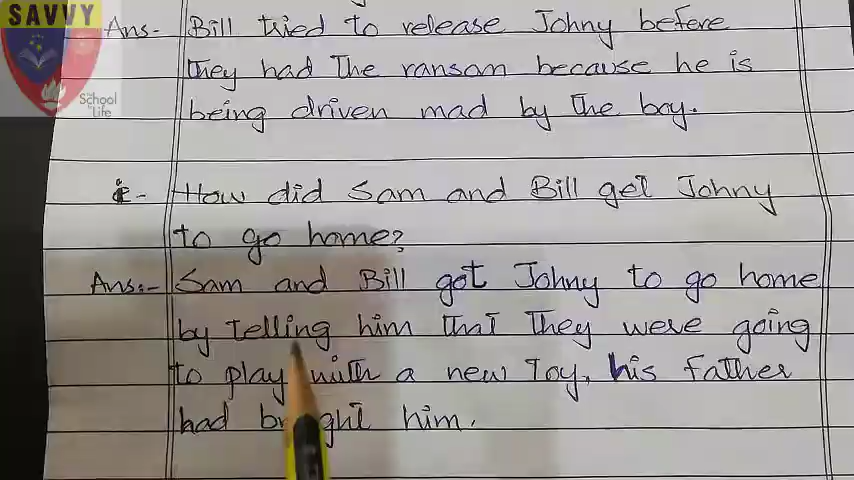 SAVVY
The School
for Life
Ans- Bill tried to release Johny before
they had the ransom because he is
being driven mad by the boy.
i- How did Sam and Bill get Johny
to go home?
Ans:- Sam and Bill got Johny to go home
by telling him that they were going
to play with a new toy, his father
had him.